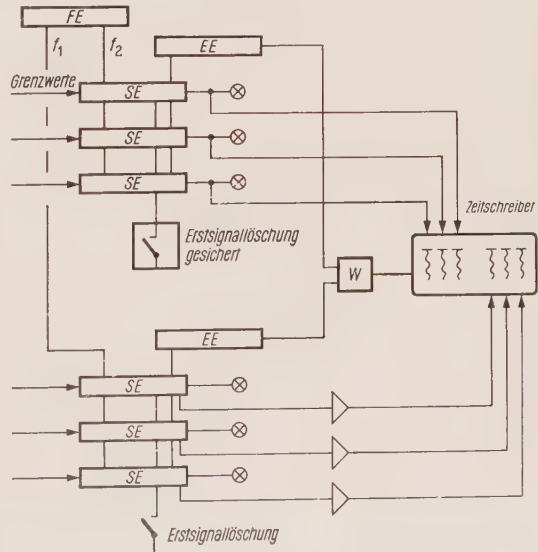 FE
f1
f2
EE
Grenzwerte
SE
SE
SE
Erstsignallöschung
gesichert
Zeitschreiber
W
EE
SE
SE
SE
Erstsignallöschung